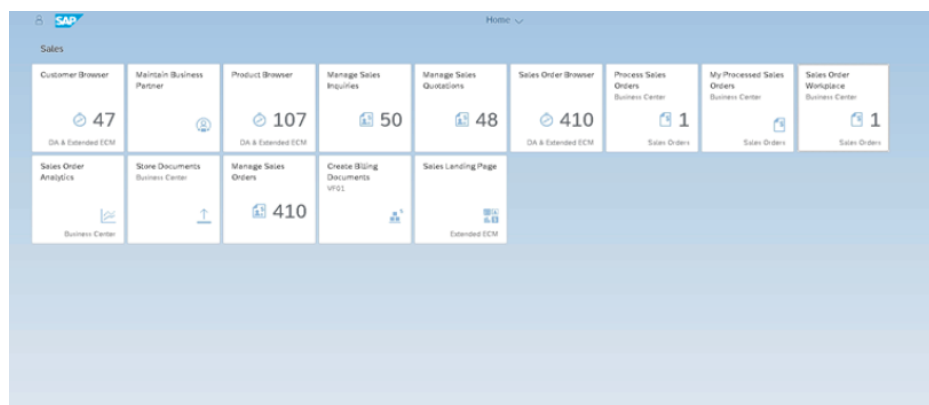 SAP
Home
Sales
Customer Browser
47
DA & Extended ECM
Maintain Business
Partner
Product Browser
107
DA & Extended ECM
Manage Sales
Inquiries
50
Manage Sales
Quotations
48
Sales Order Browser
410
DA & Extended ECM
Process Sales
Orders
Business Center
1
Sales Orders
My Processed Sales
Orders
Business Center
Sales Orders
Sales Order
Workplace
Business Center
1
Sales Orders
Sales Order
Analytics
Business Center
Store Documents
Business Center
Manage Sales
Orders
410
Create Billing
Documents
VF01
Sales Landing Page
Extended ECM